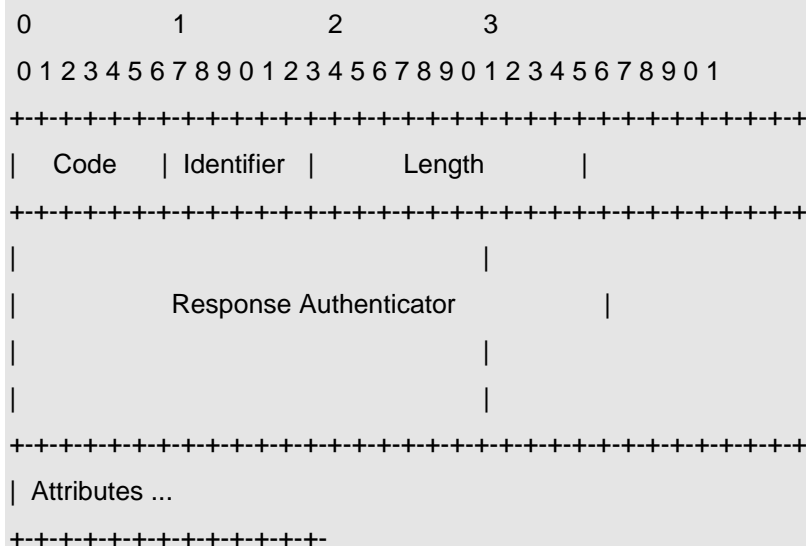 0                   1                   2                   3
0 1 2 3 4 5 6 7 8 9 0 1 2 3 4 5 6 7 8 9 0 1 2 3 4 5 6 7 8 9 0 1
+-+-+-+-+-+-+-+-+-+-+-+-+-+-+-+-+-+-+-+-+-+-+-+-+-+-+-+-+-+-+-+-+
|     Code      |  Identifier   |            Length             |
+-+-+-+-+-+-+-+-+-+-+-+-+-+-+-+-+-+-+-+-+-+-+-+-+-+-+-+-+-+-+-+-+
|                                                               |
|                     Response Authenticator                    |
|                                                               |
|                                                               |
+-+-+-+-+-+-+-+-+-+-+-+-+-+-+-+-+-+-+-+-+-+-+-+-+-+-+-+-+-+-+-+-+
|  Attributes ...
+-+-+-+-+-+-+-+-+-+-+-+-+-